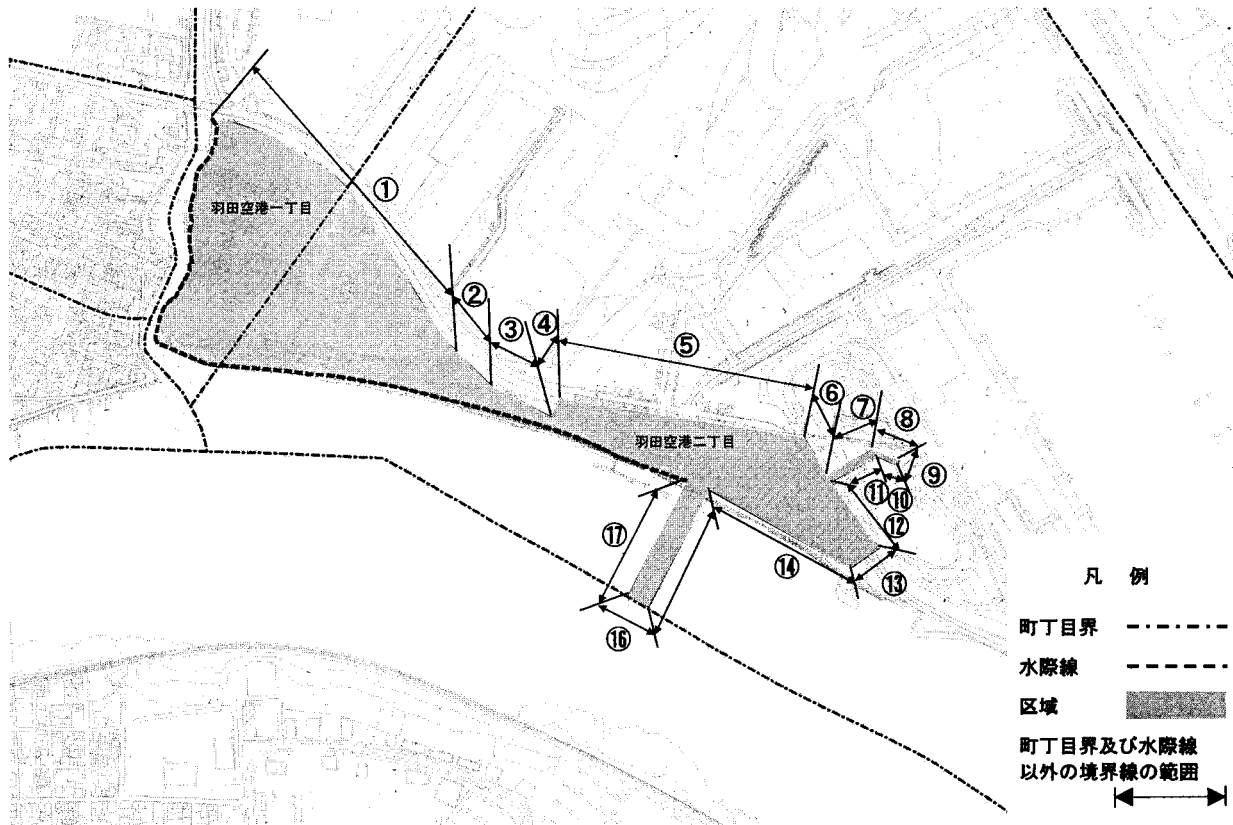 ①
羽田空港一丁目
②
③
④
⑤
⑥
⑦
⑧
羽田空港二丁目
⑨
⑪
⑩
⑫
⑰
⑭
⑬
⑯
凡 例
町丁目界
水際線
区域
町丁目界及び水際線
以外の境界線の範囲